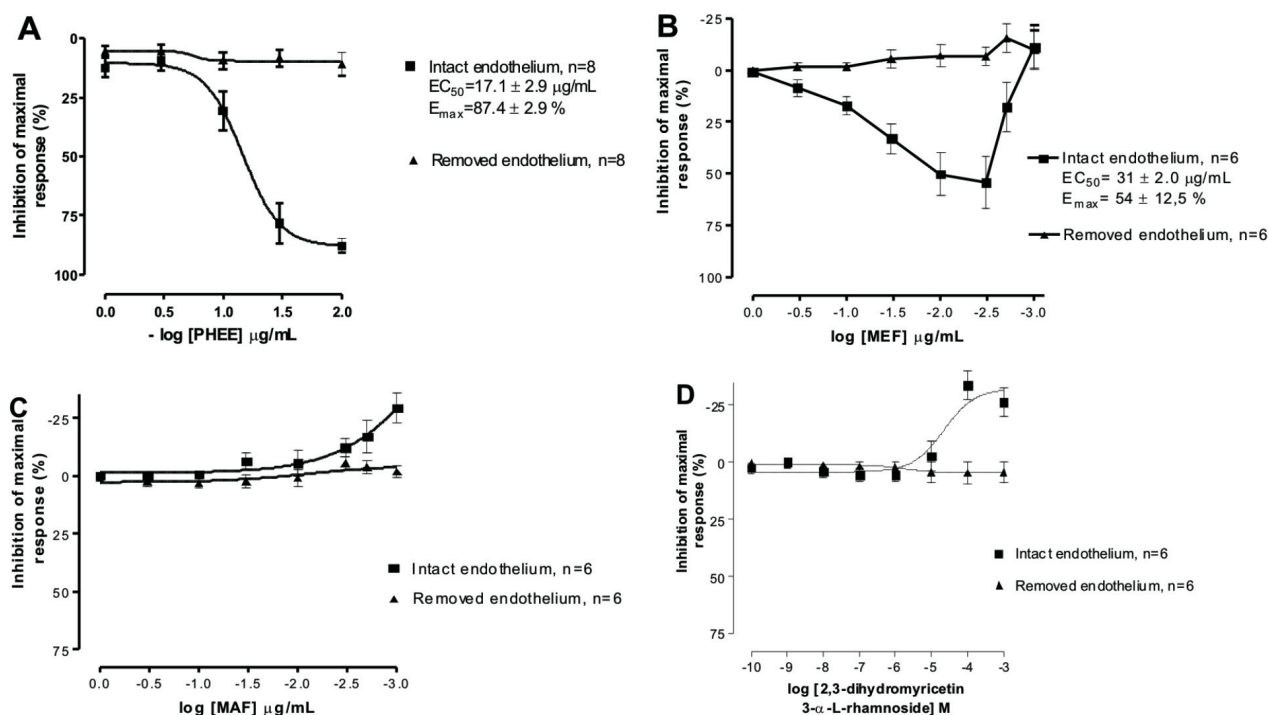 A
0
25
50
75
100
Inhibition of maximal
response (%)
0.0 0.5 1.0 1.5 2.0
- log [PHEE] μg/mL
Intact endothelium, n=8
EC50=17.1 ± 2.9 μg/mL
Emax=87.4 ± 2.9 %
Removed endothelium, n=8
B
-25
0
25
50
75
100
Inhibition of maximal
response (%)
0.0 -0.5 -1.0 -1.5 -2.0 -2.5 -3.0
log [MEF] μg/mL
Intact endothelium, n=6
EC50= 31 ± 2.0 μg/mL
Emax= 54 ± 12,5 %
Removed endothelium, n=6
C
-25
0
25
50
75
Inhibition of maximal
response (%)
0.0 -0.5 -1.0 -1.5 -2.0 -2.5 -3.0
log [MAF] μg/mL
Intact endothelium, n=6
Removed endothelium, n=6
D
-25
0
25
50
75
Inhibition of maximal
response (%)
-10 -9 -8 -7 -6 -5 -4 -3
log [2,3-dihydromyricetin
3-α -L-rhamnoside] M
Intact endothelium, n=6
Removed endothelium, n=6